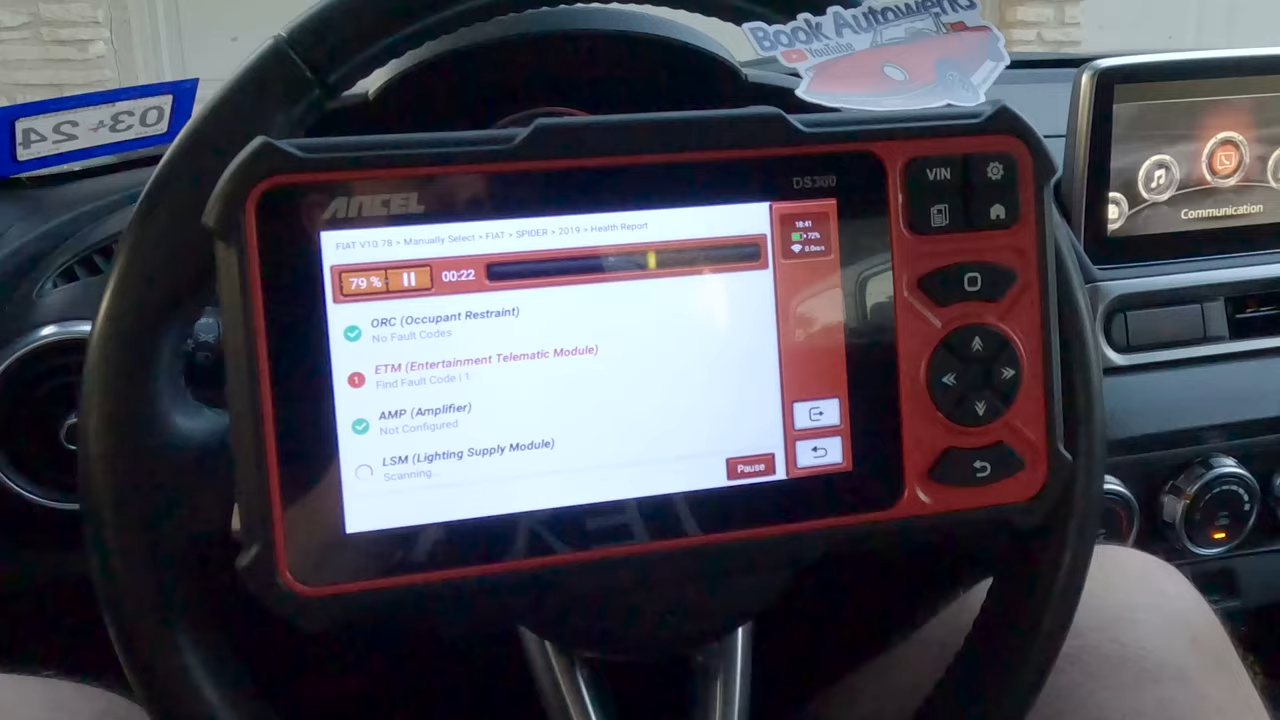 Book Autowerks
YouTube
03 24
ANCEL
DS300
VIN
FIAT V10.78 > Manually Select > FIAT > SPIDER > 2019 > Health Report
18:41
72%
79 %
00:22
ORC (Occupant Restraint)
No Fault Codes
ETM (Entertainment Telematic Module)
1
Find Fault Code | 1
AMP (Amplifier)
Not Configured
LSM (Lighting Supply Module)
Scanning...
Pause
Communication